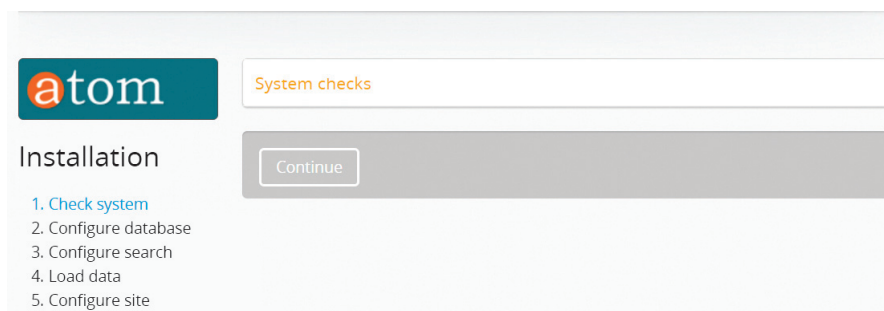 atom
System checks
Installation
Continue
1. Check system
2. Configure database
3. Configure search
4. Load data
5. Configure site